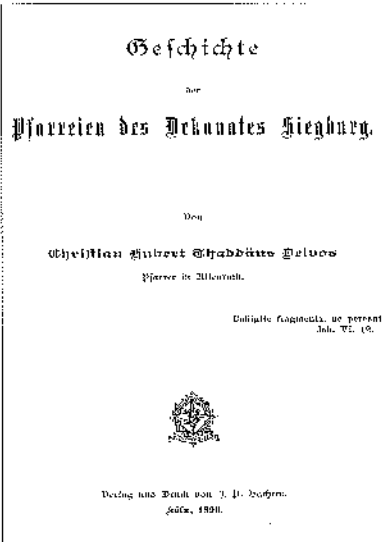 Geschichte
der
Pfarreien des Dekanates Siegburg.
Von
Christian Hubert Thaddäus Delvos
Pfarrer in Altenrath.
Colligite fragmenta, ne pereant
Joh. VI. 12.
Verlag und Druck von J. P. Bachem.
Köln, 1896.